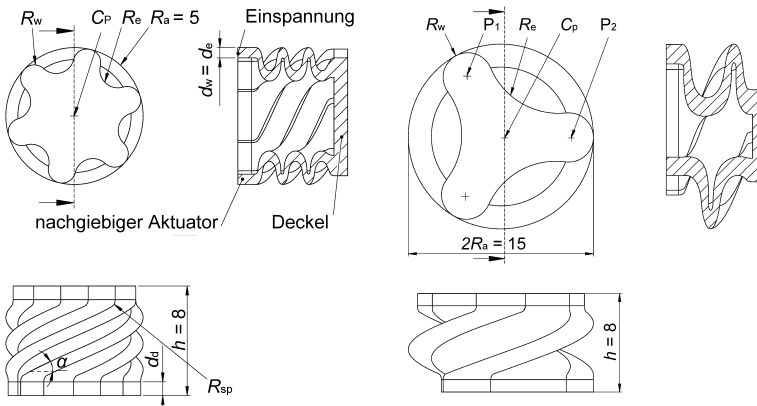 Rw CP Re Ra = 5
Einspannung
dw = de
nachgiebiger Aktuator
Deckel
Rw P1 Re Cp P2
2Ra = 15
h = 8
dd
α
Rsp
h = 8